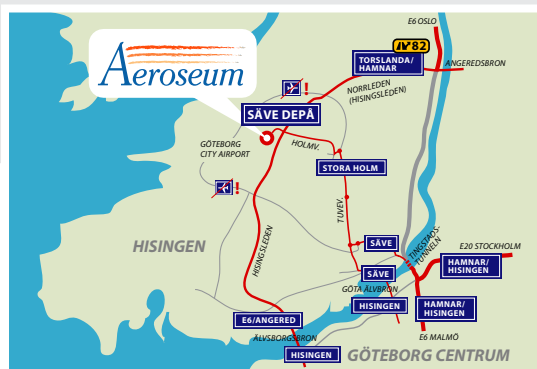 E6 OSLO
82
Aeroseum
TORSLANDA/
HAMNAR
ANGEREDSBRON
NORRLEDEN
(HISINGSLEDEN)
!
SÄVE DEPÅ
GÖTEBORG
CITY AIRPORT
HOLMV.
STORA HOLM
!
TUVEV.
HISINGEN
HISINGSLEDEN
SÄVE
TINGSTADS-
TUNNELN
E20 STOCKHOLM
HAMNAR/
HISINGEN
SÄVE
GÖTA ÄLVBRON
HISINGEN
HAMNAR/
HISINGEN
E6/ANGERED
ÄLVSBORGSBRON
E6 MALMÖ
HISINGEN
GÖTEBORG CENTRUM